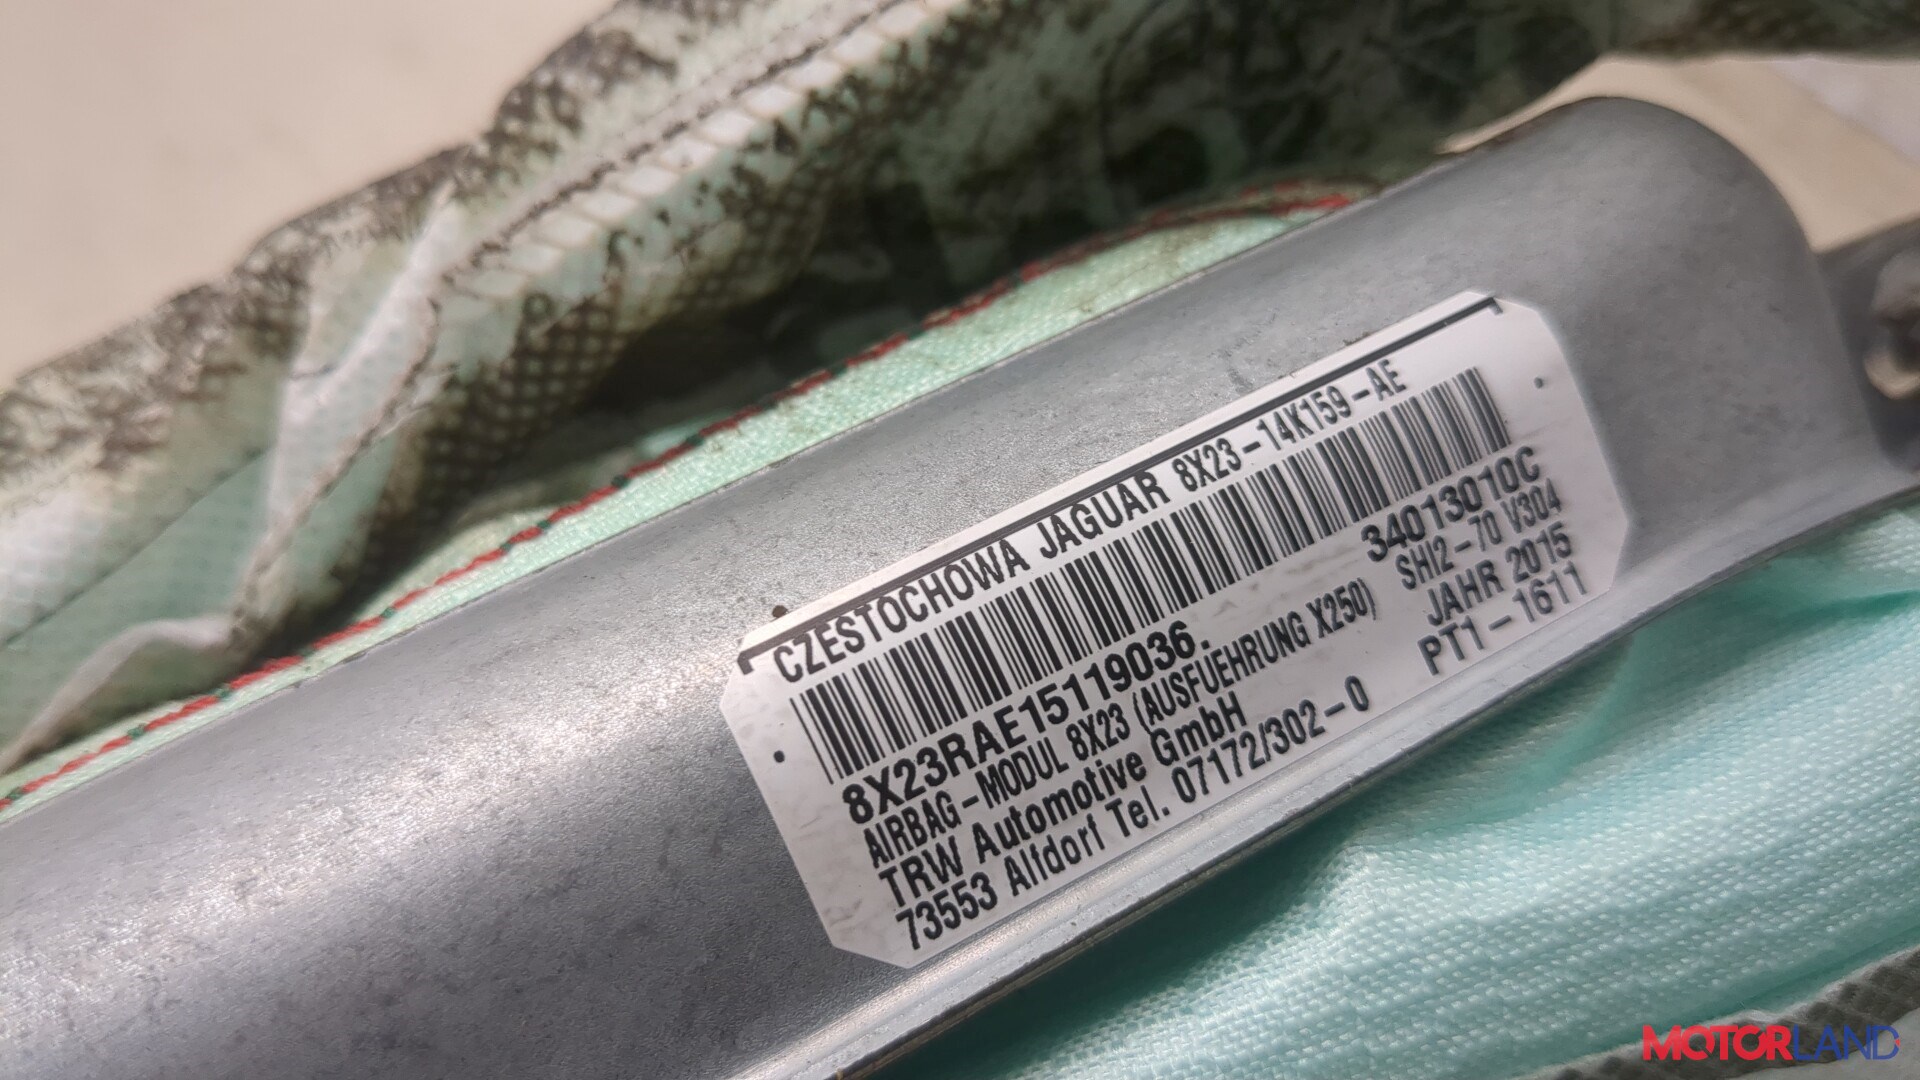 CZESTOCHOWA JAGUAR 8X23-14K159-AE
8X23RAE15119036. 34013010C
AIRBAG-MODUL 8X23 (AUSFUEHRUNG X250) SHI2-70 V304
TRW Automotive GmbH JAHR 2015
73553 Alfdorf Tel. 07172/302-0 PT1-1611
MOTORLAND